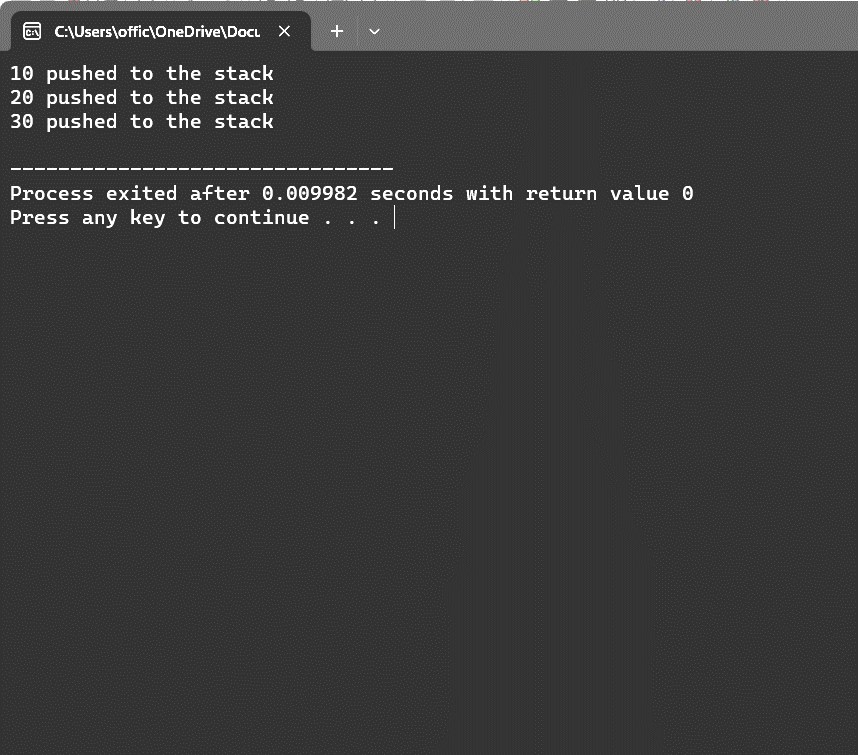 C:\Users\offic\OneDrive\Docu
10 pushed to the stack
20 pushed to the stack
30 pushed to the stack
--------------------------------
Process exited after 0.009982 seconds with return value 0
Press any key to continue . . .